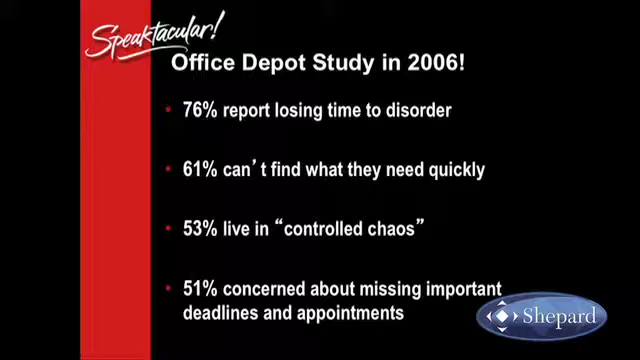 Speaktacular!
Office Depot Study in 2006!
• 76% report losing time to disorder
• 61% can’t find what they need quickly
• 53% live in “controlled chaos”
• 51% concerned about missing important
deadlines and appointments
Shepard